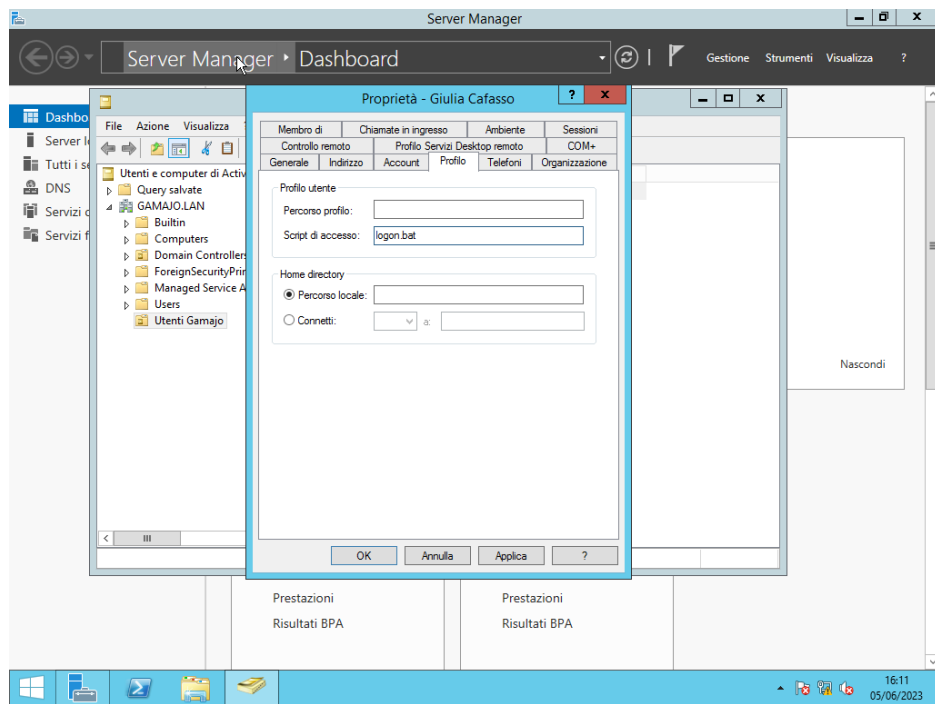 Server Manager
Server Manager • Dashboard
Gestione Strumenti Visualizza ?
Dashbo
Server l
Tutti i se
DNS
Servizi
Servizi f
File Azione Visualizza
Utenti e computer di Activ
Query salvate
GAMAJO.LAN
Builtin
Computers
Domain Controllers
ForeignSecurityPrin
Managed Service A
Users
Utenti Gamajo
Proprietà - Giulia Cafasso
?
Membro di Chiamate in ingresso Ambiente Sessioni
Controllo remoto Profilo Servizi Desktop remoto COM+
Generale Indirizzo Account Profilo Telefoni Organizzazione
Profilo utente
Percorso profilo:
Script di accesso: logon.bat
Home directory
Percorso locale:
Connetti: a:
OK Annulla Applica ?
Nascondi
Prestazioni Prestazioni
Risultati BPA Risultati BPA
16:11
05/06/2023